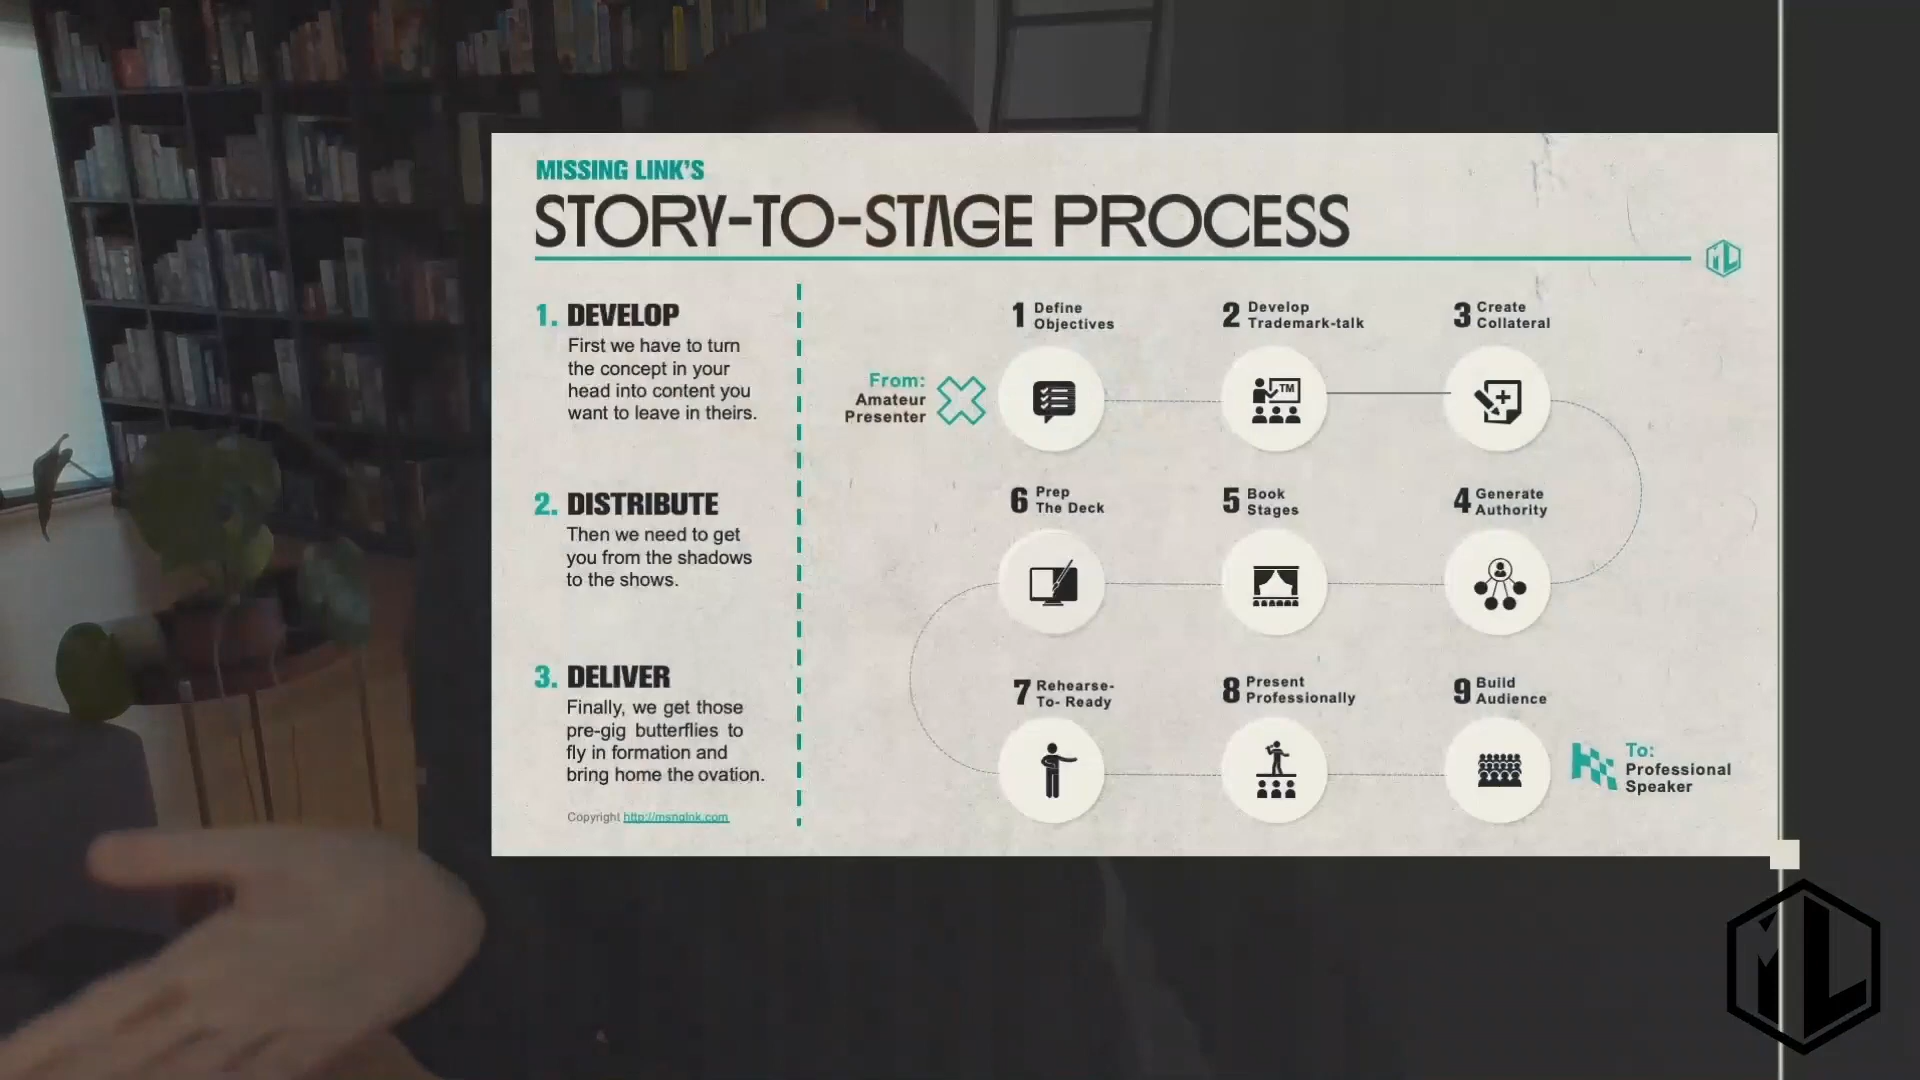 MISSING LINK'S
STORY-TO-STAGE PROCESS
ML
1. DEVELOP
First we have to turn
the concept in your
head into content you
want to leave in theirs.
2. DISTRIBUTE
Then we need to get
you from the shadows
to the shows.
3. DELIVER
Finally, we get those
pre-gig butterflies to
fly in formation and
bring home the ovation.
Copyright http://msnglnk.com
From:
Amateur
Presenter
1 Define
Objectives
2 Develop
Trademark-talk
TM
3 Create
Collateral
6 Prep
The Deck
5 Book
Stages
4 Generate
Authority
7 Rehearse-
To- Ready
8 Present
Professionally
9 Build
Audience
To:
Professional
Speaker
ML